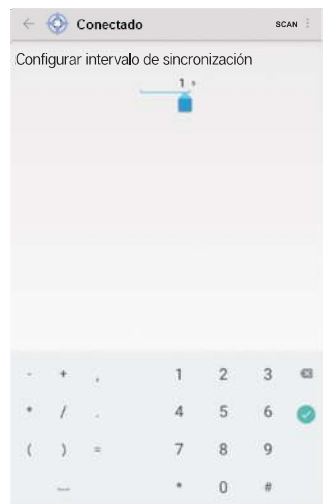 Conectado SCAN
Configurar intervalo de sincronización
1 s
- + , 1 2 3
* / . 4 5 6
( ) = 7 8 9
* 0 #